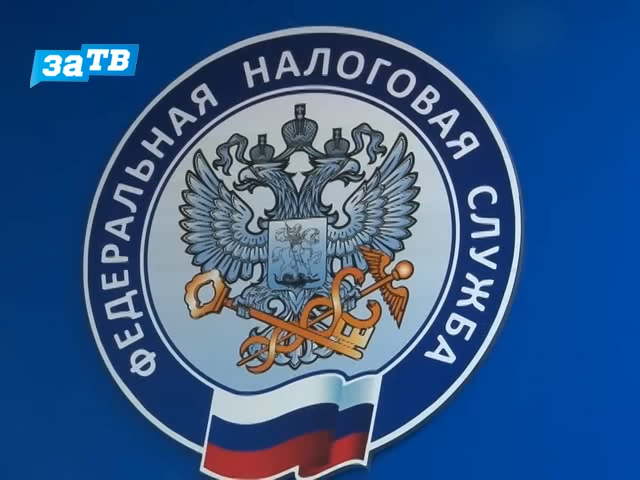 заТВ
ФЕДЕРАЛЬНАЯ НАЛОГОВАЯ СЛУЖБА